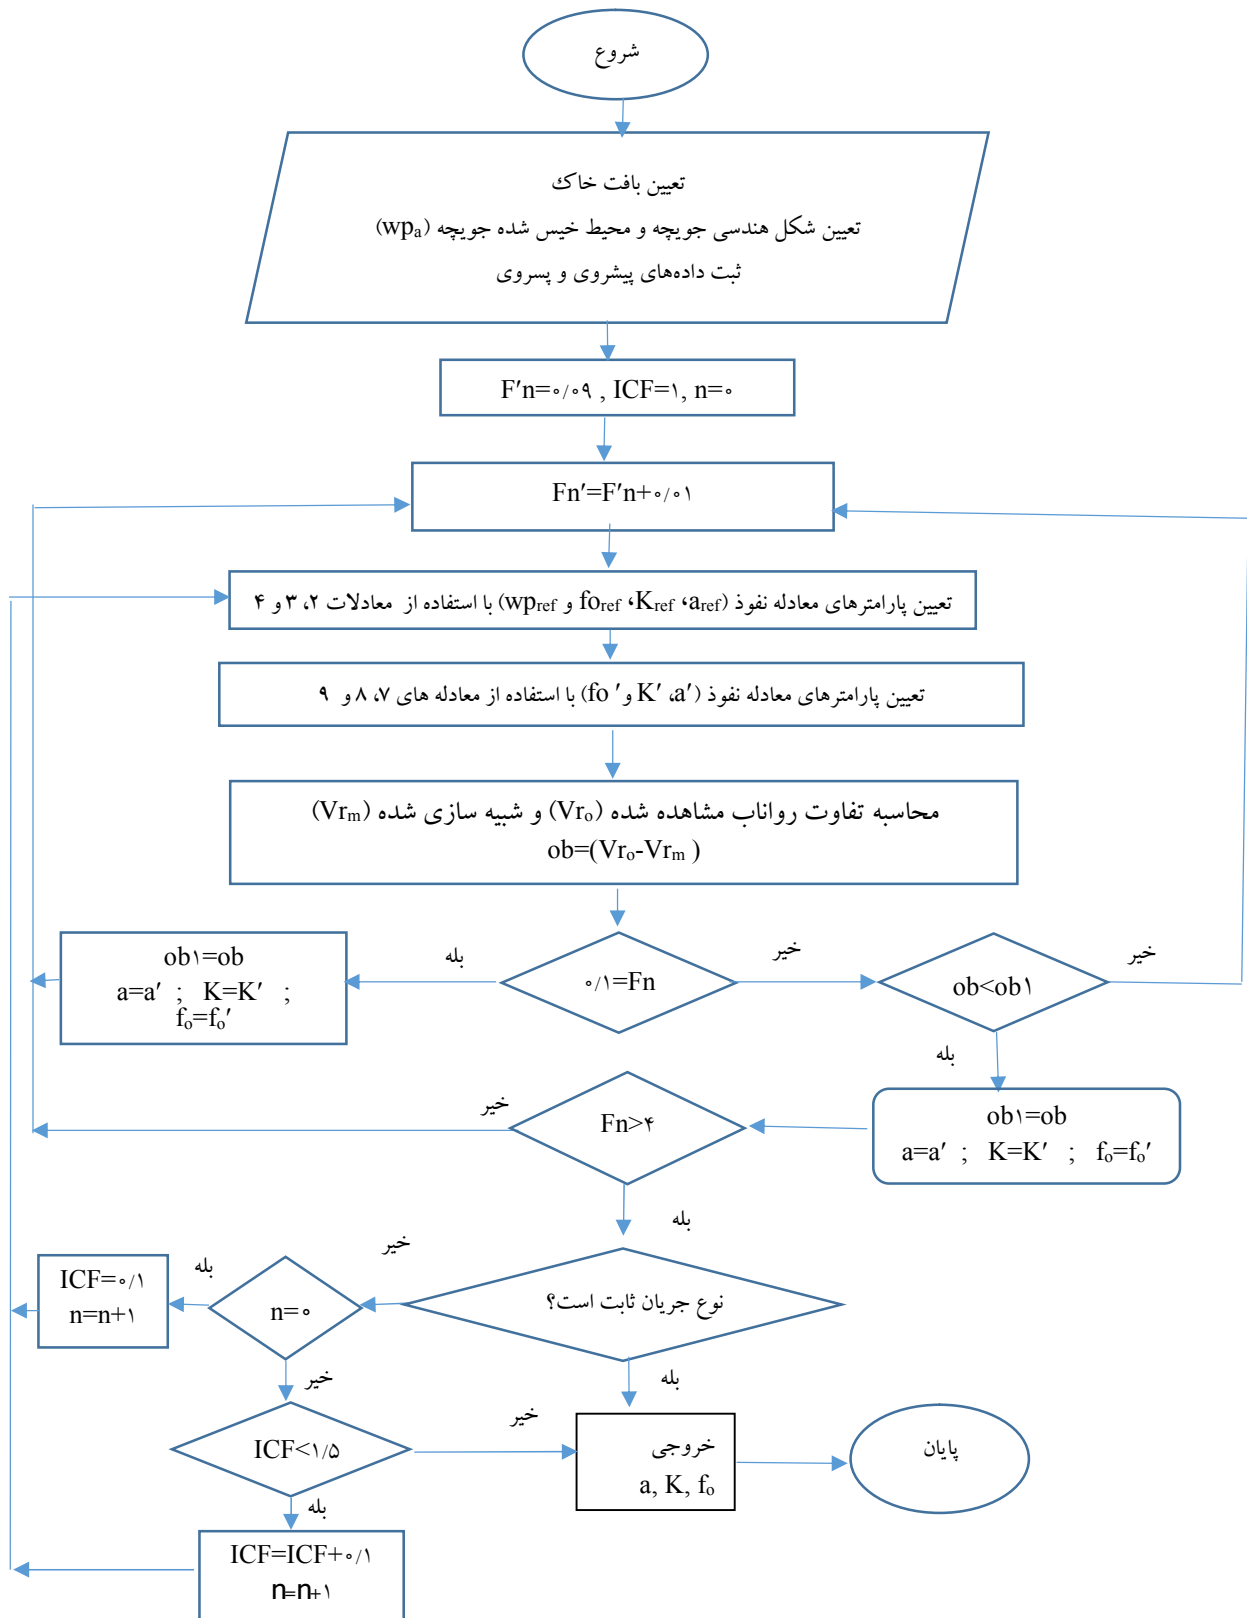 شروع
تعیین بافت خاک
تعیین شکل هندسی جویچه و محیط خیس شده جویچه (wpa)
ثبت داده‌های پیشروی و پسروی
F′n=۰/۰۹ , ICF=۱, n=۰
Fn′=F′n+۰/۰۱
تعیین پارامترهای معادله نفوذ (aref، Kref، foref و wpref) با استفاده از معادلات ۲، ۳ و ۴
تعیین پارامترهای معادله نفوذ (a′، K′ و fo ′) با استفاده از معادله های ۷، ۸ و ۹
محاسبه تفاوت رواناب مشاهده شده (Vro) و شبیه سازی شده (Vrm)
ob=(Vro-Vrm )
ob۱=ob
a=a′ ; K=K′ ;
fo=fo′
بله
۰/۱=Fn
خیر
ob<ob۱
خیر
بله
ob۱=ob
a=a′ ; K=K′ ; fo=fo′
Fn>۴
خیر
بله
نوع جریان ثابت است؟
خیر
n=۰
بله
ICF=۰/۱
n=n+۱
خیر
بله
ICF<۱/۵
خیر
خروجی
a, K, fo
پایان
بله
ICF=ICF+۰/۱
n=n+۱